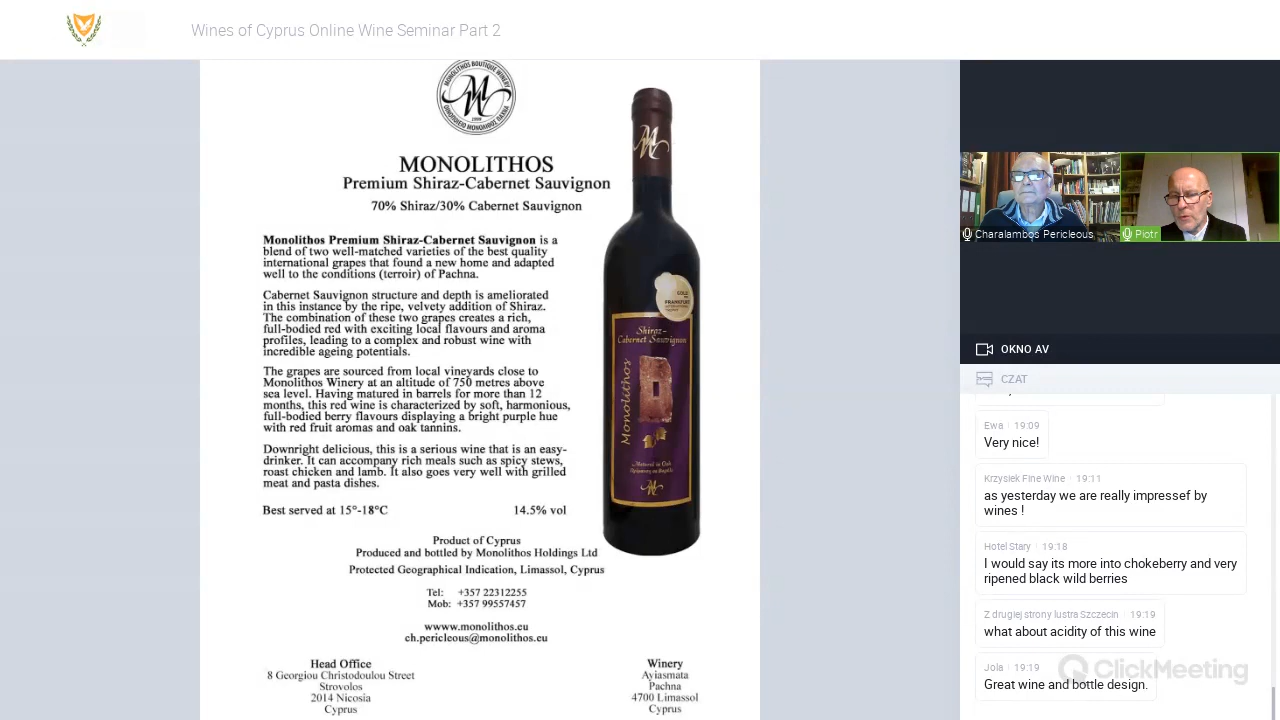 Wines of Cyprus Online Wine Seminar Part 2
MONOLITHOS BOUTIQUE WINERY
MONOLITHOS
Premium Shiraz-Cabernet Sauvignon
70% Shiraz/30% Cabernet Sauvignon
Monolithos Premium Shiraz-Cabernet Sauvignon is a
blend of two well-matched varieties of the best quality
international grapes that found a new home and adapted
well to the conditions (terroir) of Pachna.
Cabernet Sauvignon structure and depth is ameliorated
in this instance by the ripe, velvety addition of Shiraz.
The combination of these two grapes creates a rich,
full-bodied red with exciting local flavours and aroma
profiles, leading to a complex and robust wine with
incredible ageing potentials.
The grapes are sourced from local vineyards close to
Monolithos Winery at an altitude of 750 metres above
sea level. Having matured in barrels for more than 12
months, this red wine is characterized by soft, harmonious,
full-bodied berry flavours displaying a bright purple hue
with red fruit aromas and oak tannins.
Downright delicious, this is a serious wine that is an easy-
drinker. It can accompany rich meals such as spicy stews,
roast chicken and lamb. It also goes very well with grilled
meat and pasta dishes.
Best served at 15°-18°C 14.5% vol
Product of Cyprus
Produced and bottled by Monolithos Holdings Ltd
Protected Geographical Indication, Limassol, Cyprus
Tel: +357 22312255
Mob: +357 99557457
wwww.monolithos.eu
ch.pericleous@monolithos.eu
Head Office
8 Georgiou Christodoulou Street
Strovolos
2014 Nicosia
Cyprus
Winery
Ayiasmata
Pachna
4700 Limassol
Cyprus
GOLD
FRANKFURT
Shiraz-
Cabernet Sauvignon
Monolithos
Matured in Oak
Charalambos Pericleous
Piotr
OKNO AV
CZAT
Ewa 19:09
Very nice!
Krzysiek Fine Wine 19:11
as yesterday we are really impressef by
wines !
Hotel Stary 19:18
I would say its more into chokeberry and very
ripened black wild berries
Z drugiej strony lustra Szczecin 19:19
what about acidity of this wine
Jola 19:19
Great wine and bottle design.
ClickMeeting